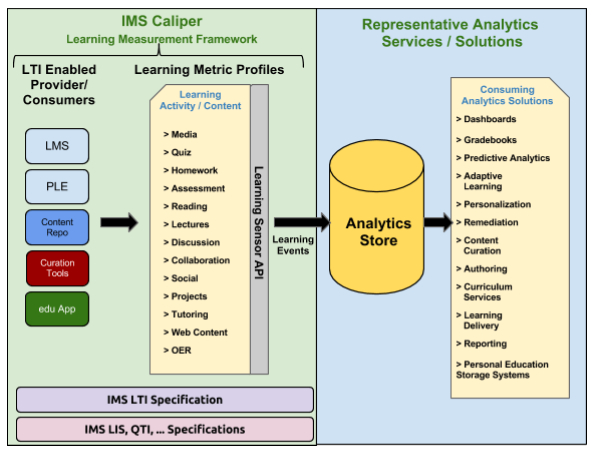 IMS Caliper
Learning Measurement Framework
LTI Enabled
Provider/
Consumers
LMS
PLE
Content
Repo
Curation
Tools
edu App
Learning Metric Profiles
Learning
Activity / Content
> Media
> Quiz
> Homework
> Assessment
> Reading
> Lectures
> Discussion
> Collaboration
> Social
> Projects
> Tutoring
> Web Content
> OER
Learning Sensor API
Learning
Events
IMS LTI Specification
IMS LIS, QTI, ... Specifications
Representative Analytics
Services / Solutions
Analytics
Store
Consuming
Analytics Solutions
> Dashboards
> Gradebooks
> Predictive Analytics
> Adaptive
Learning
> Personalization
> Remediation
> Content
Curation
> Authoring
> Curriculum
Services
> Learning
Delivery
> Reporting
> Personal Education
Storage Systems